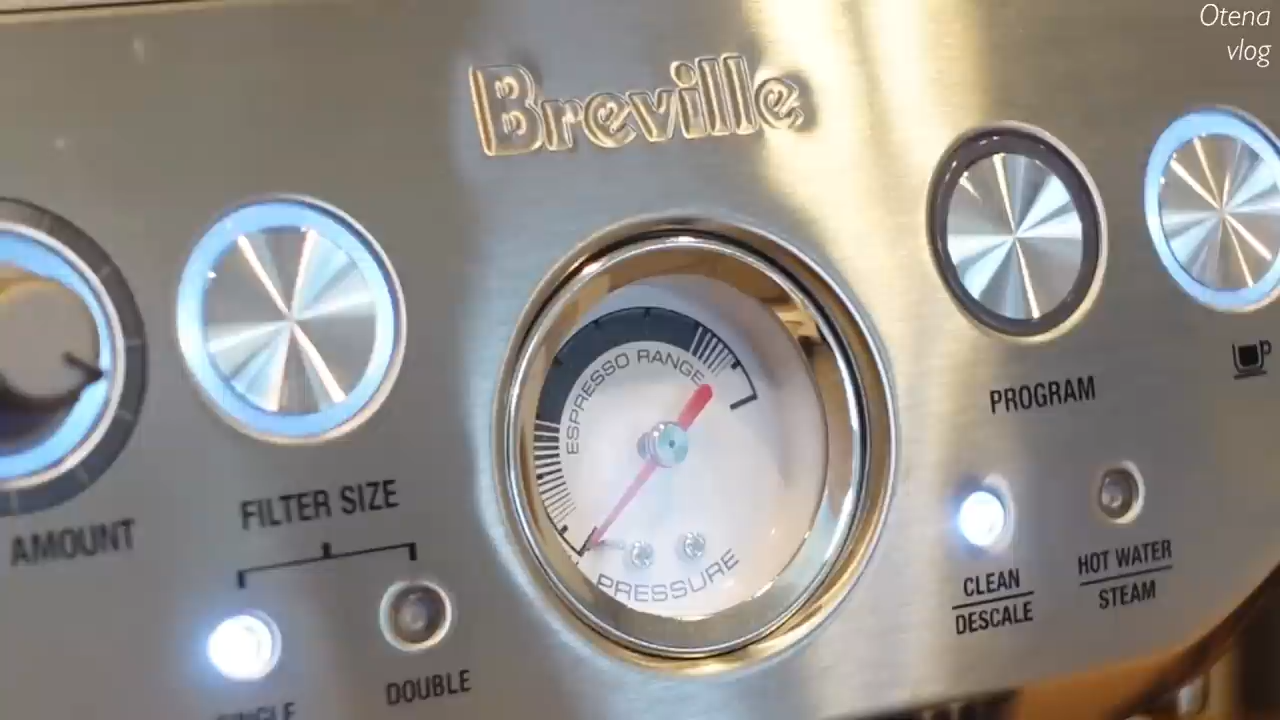 Otena
vlog
Breville
ESPRESSO RANGE
PRESSURE
AMOUNT
FILTER SIZE
DOUBLE
PROGRAM
CLEAN
DESCALE
HOT WATER
STEAM